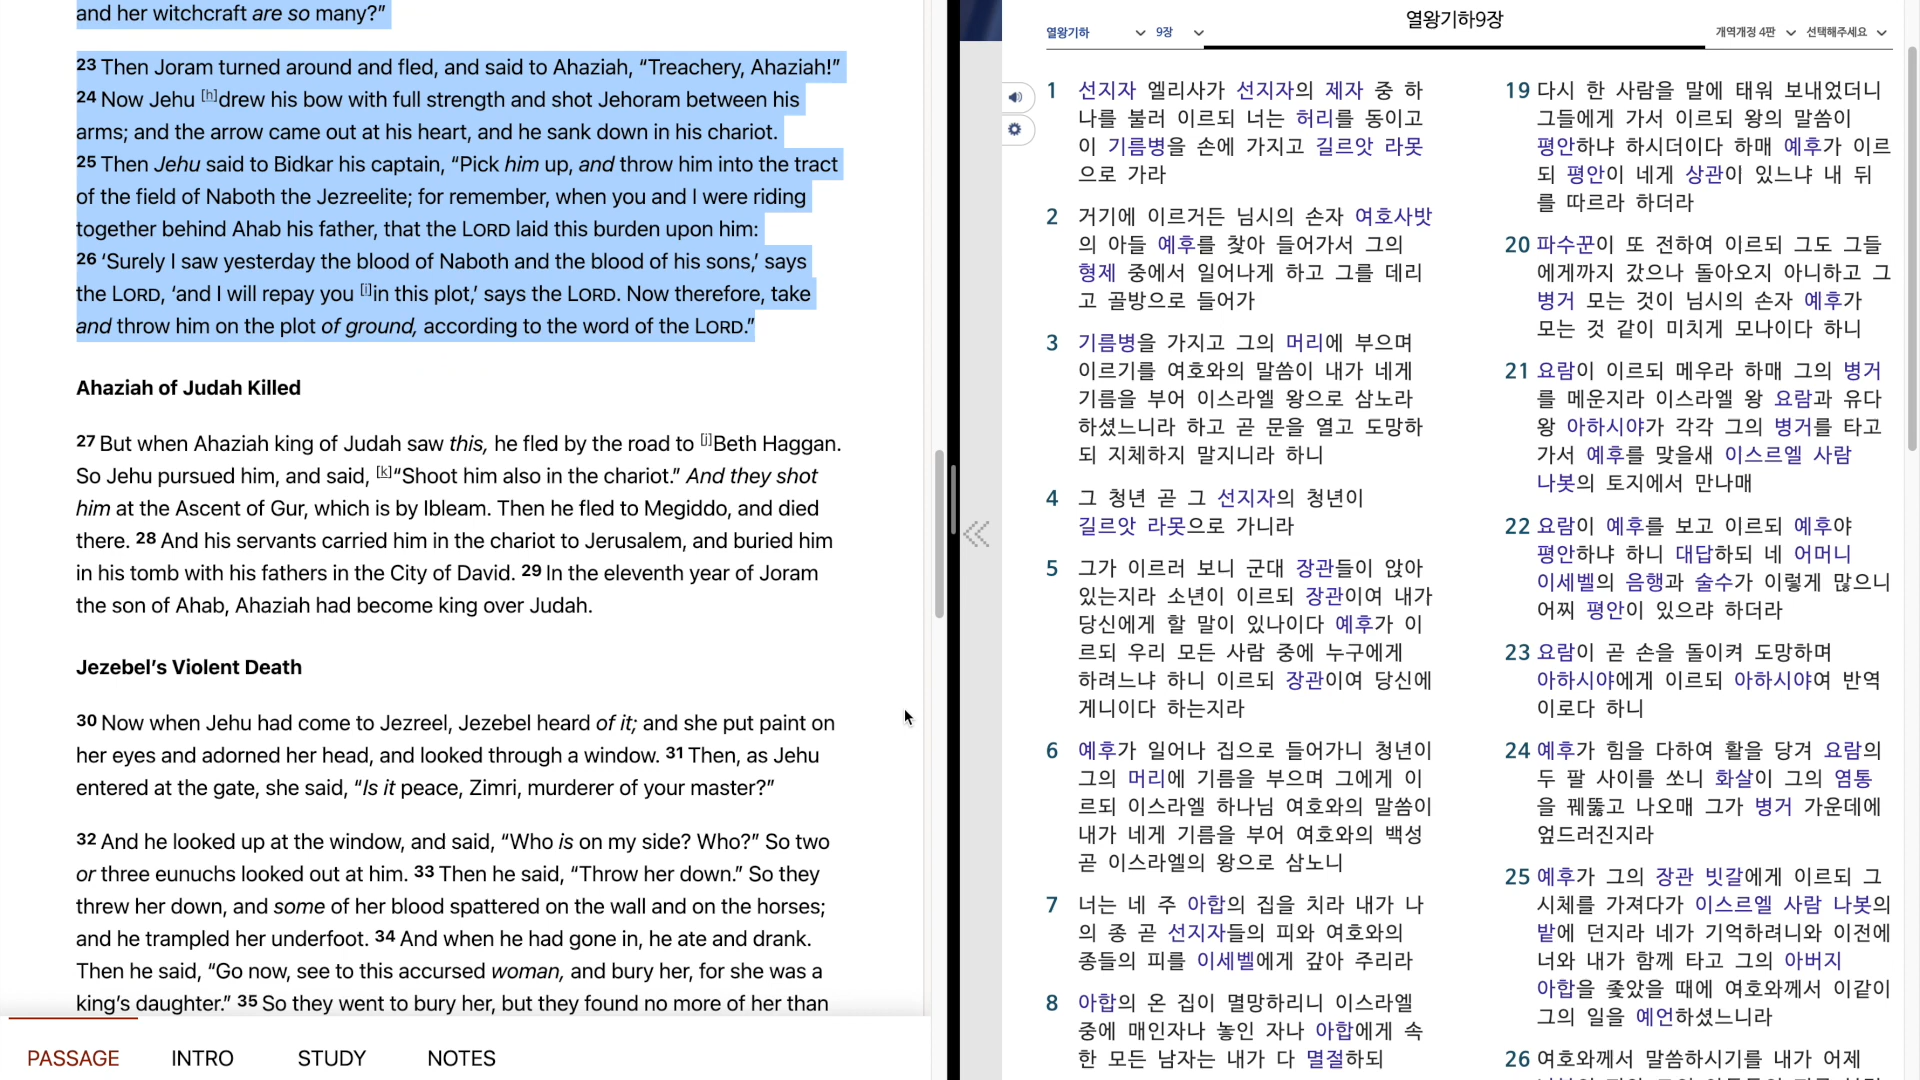 and her witchcraft are so many?”
23 Then Joram turned around and fled, and said to Ahaziah, “Treachery, Ahaziah!”
24 Now Jehu [h]drew his bow with full strength and shot Jehoram between his
arms; and the arrow came out at his heart, and he sank down in his chariot.
25 Then Jehu said to Bidkar his captain, “Pick him up, and throw him into the tract
of the field of Naboth the Jezreelite; for remember, when you and I were riding
together behind Ahab his father, that the LORD laid this burden upon him:
26 ‘Surely I saw yesterday the blood of Naboth and the blood of his sons,’ says
the LORD, ‘and I will repay you [i]in this plot,’ says the LORD. Now therefore, take
and throw him on the plot of ground, according to the word of the LORD.”
Ahaziah of Judah Killed
27 But when Ahaziah king of Judah saw this, he fled by the road to [j]Beth Haggan.
So Jehu pursued him, and said, [k]“Shoot him also in the chariot.” And they shot
him at the Ascent of Gur, which is by Ibleam. Then he fled to Megiddo, and died
there. 28 And his servants carried him in the chariot to Jerusalem, and buried him
in his tomb with his fathers in the City of David. 29 In the eleventh year of Joram
the son of Ahab, Ahaziah had become king over Judah.
Jezebel’s Violent Death
30 Now when Jehu had come to Jezreel, Jezebel heard of it; and she put paint on
her eyes and adorned her head, and looked through a window. 31 Then, as Jehu
entered at the gate, she said, “Is it peace, Zimri, murderer of your master?”
32 And he looked up at the window, and said, “Who is on my side? Who?” So two
or three eunuchs looked out at him. 33 Then he said, “Throw her down.” So they
threw her down, and some of her blood spattered on the wall and on the horses;
and he trampled her underfoot. 34 And when he had gone in, he ate and drank.
Then he said, “Go now, see to this accursed woman, and bury her, for she was a
king’s daughter.” 35 So they went to bury her, but they found no more of her than
PASSAGE INTRO STUDY NOTES
열왕기하9장
열왕기하 9장 개역개정 4판 선택해주세요
1 선지자 엘리사가 선지자의 제자 중 하
나를 불러 이르되 너는 허리를 동이고
이 기름병을 손에 가지고 길르앗 라못
으로 가라
2 거기에 이르거든 님시의 손자 여호사밧
의 아들 예후를 찾아 들어가서 그의
형제 중에서 일어나게 하고 그를 데리
고 골방으로 들어가
3 기름병을 가지고 그의 머리에 부으며
이르기를 여호와의 말씀이 내가 네게
기름을 부어 이스라엘 왕으로 삼노라
하셨느니라 하고 곧 문을 열고 도망하
되 지체하지 말지니라 하니
4 그 청년 곧 그 선지자의 청년이
길르앗 라못으로 가니라
5 그가 이르러 보니 군대 장관들이 앉아
있는지라 소년이 이르되 장관이여 내가
당신에게 할 말이 있나이다 예후가 이
르되 우리 모든 사람 중에 누구에게
하려느냐 하니 이르되 장관이여 당신에
게니이다 하는지라
6 예후가 일어나 집으로 들어가니 청년이
그의 머리에 기름을 부으며 그에게 이
르되 이스라엘 하나님 여호와의 말씀이
내가 네게 기름을 부어 여호와의 백성
곧 이스라엘의 왕으로 삼노니
7 너는 네 주 아합의 집을 치라 내가 나
의 종 곧 선지자들의 피와 여호와의
종들의 피를 이세벨에게 갚아 주리라
8 아합의 온 집이 멸망하리니 이스라엘
중에 매인자나 놓인 자나 아합에게 속
한 모든 남자는 내가 다 멸절하되
19 다시 한 사람을 말에 태워 보내었더니
그들에게 가서 이르되 왕의 말씀이
평안하냐 하시더이다 하매 예후가 이르
되 평안이 네게 상관이 있느냐 내 뒤
를 따르라 하더라
20 파수꾼이 또 전하여 이르되 그도 그들
에게까지 갔으나 돌아오지 아니하고 그
병거 모는 것이 님시의 손자 예후가
모는 것 같이 미치게 모나이다 하니
21 요람이 이르되 메우라 하매 그의 병거
를 메운지라 이스라엘 왕 요람과 유다
왕 아하시야가 각각 그의 병거를 타고
가서 예후를 맞을새 이스르엘 사람
나봇의 토지에서 만나매
22 요람이 예후를 보고 이르되 예후야
평안하냐 하니 대답하되 네 어머니
이세벨의 음행과 술수가 이렇게 많으니
어찌 평안이 있으랴 하더라
23 요람이 곧 손을 돌이켜 도망하며
아하시야에게 이르되 아하시야여 반역
이로다 하니
24 예후가 힘을 다하여 활을 당겨 요람의
두 팔 사이를 쏘니 화살이 그의 염통
을 꿰뚫고 나오매 그가 병거 가운데에
엎드러진지라
25 예후가 그의 장관 빗갈에게 이르되 그
시체를 가져다가 이스르엘 사람 나봇의
밭에 던지라 네가 기억하려니와 이전에
너와 내가 함께 타고 그의 아버지
아합을 좇았을 때에 여호와께서 이같이
그의 일을 예언하셨느니라
26 여호와께서 말씀하시기를 내가 어제